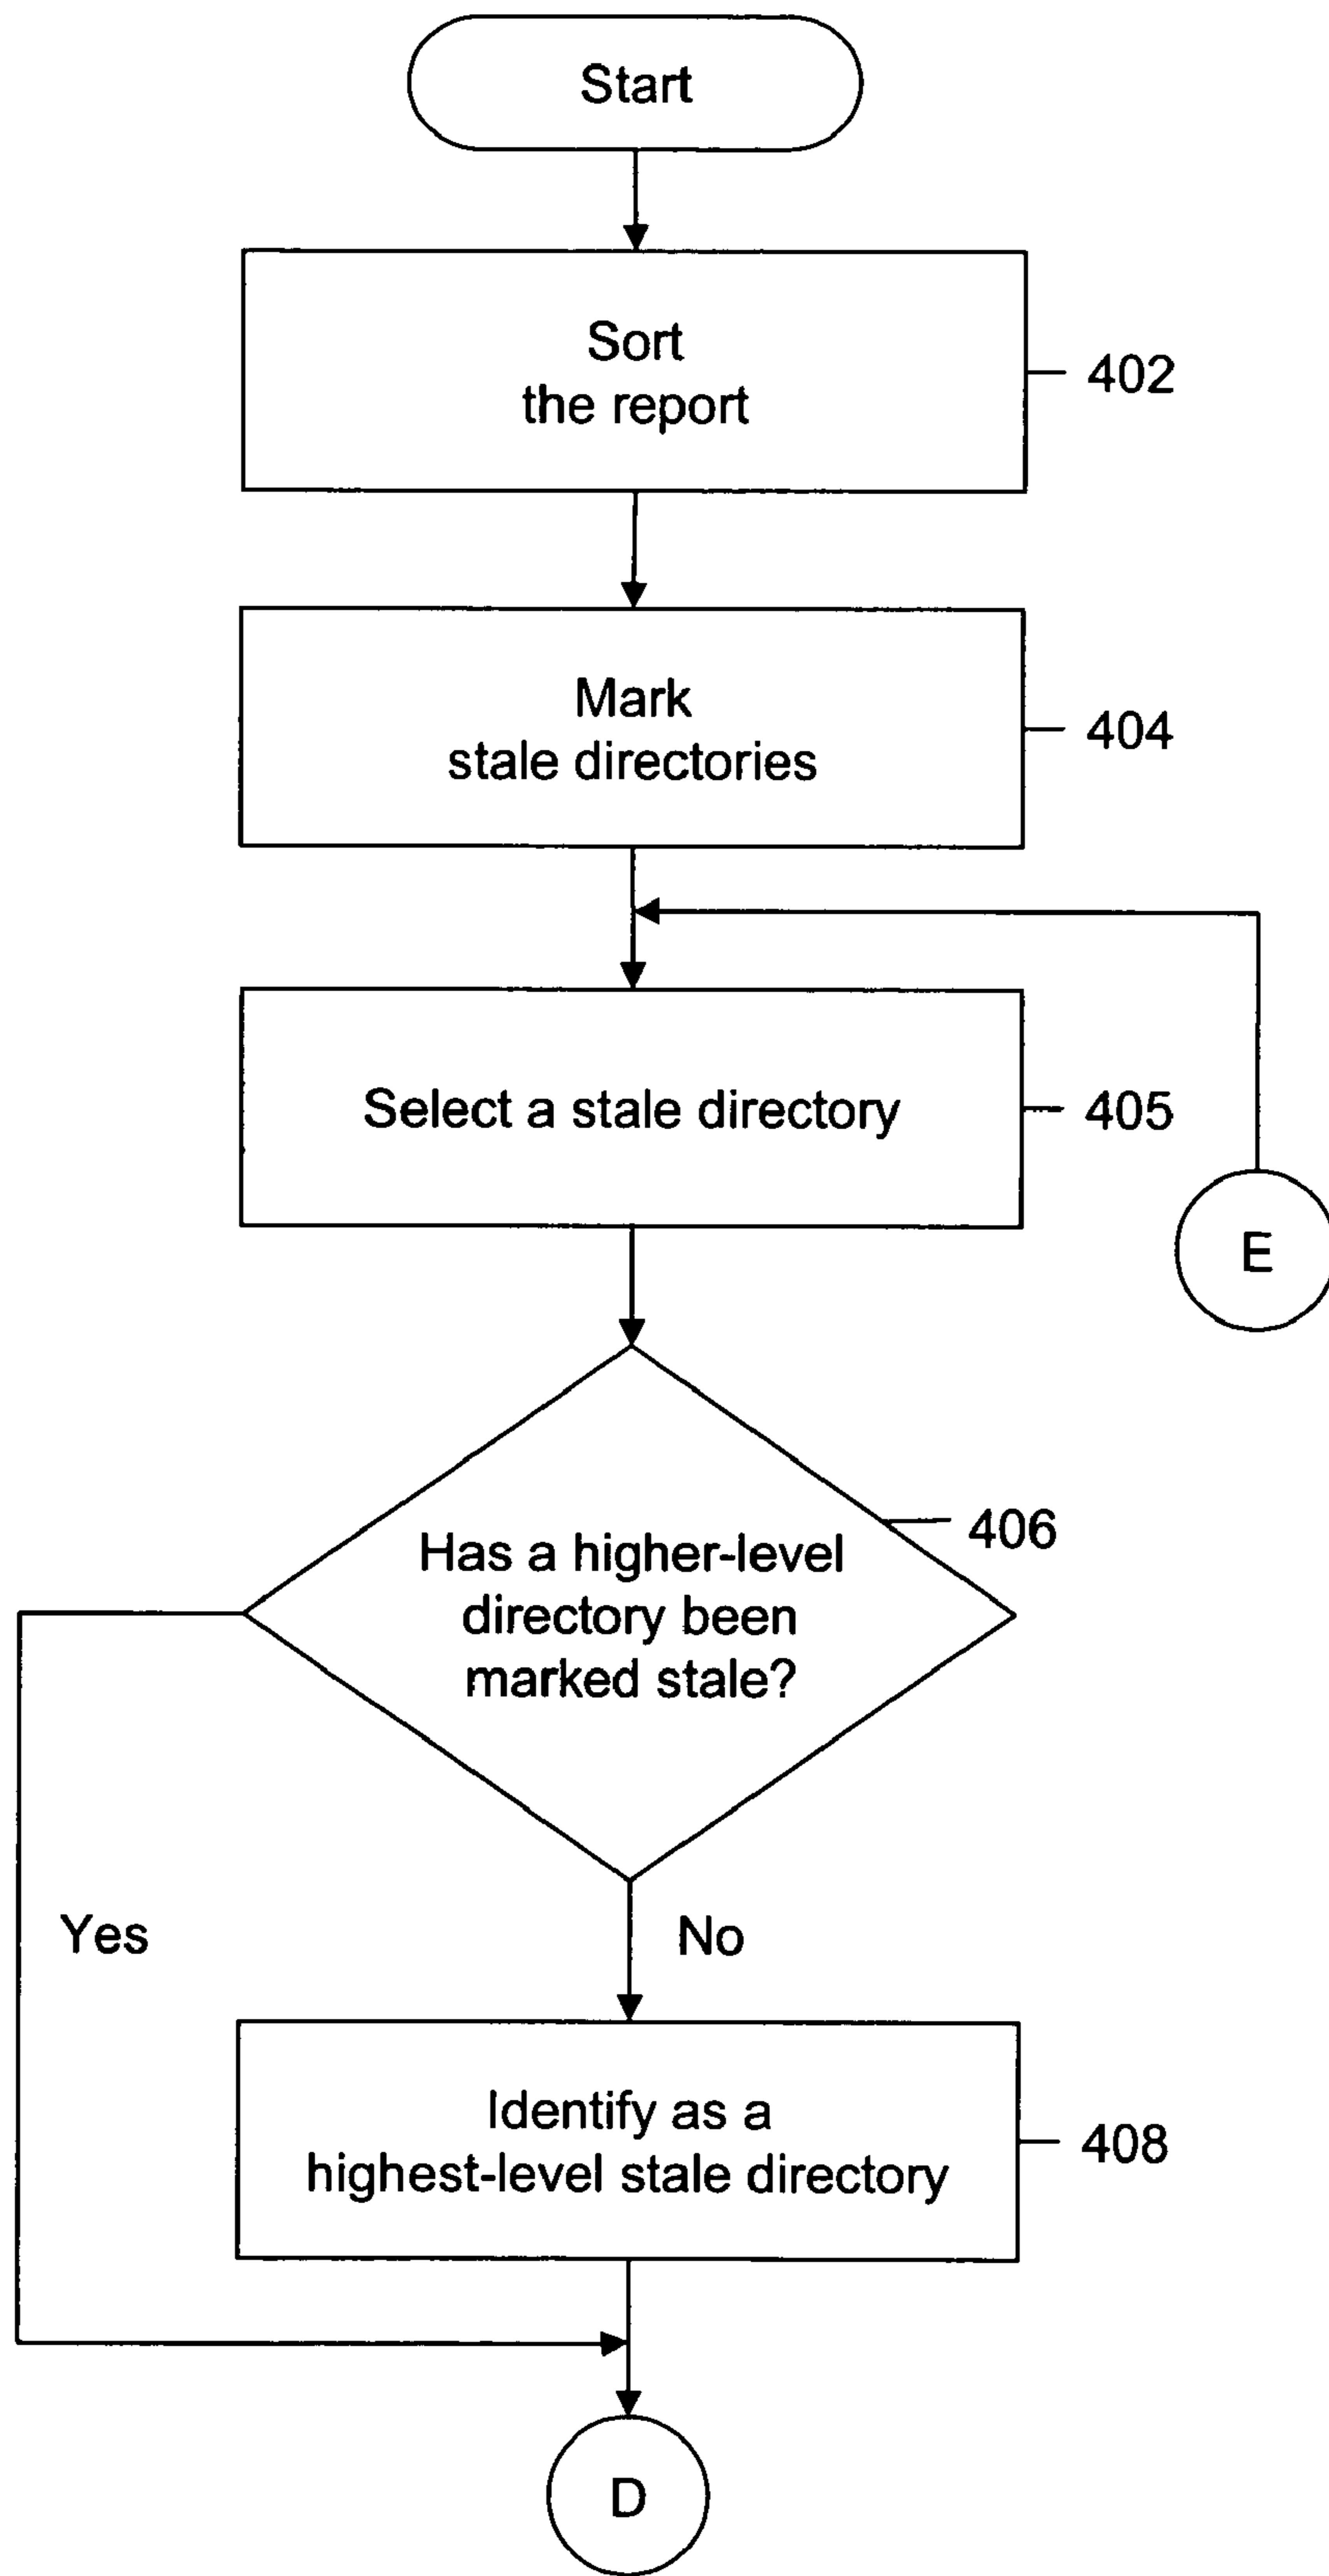 Start
Sort
the report
402
Mark
stale directories
404
Select a stale directory
405
E
Has a higher-level
directory been
marked stale?
406
Yes
No
Identify as a
highest-level stale directory
408
D